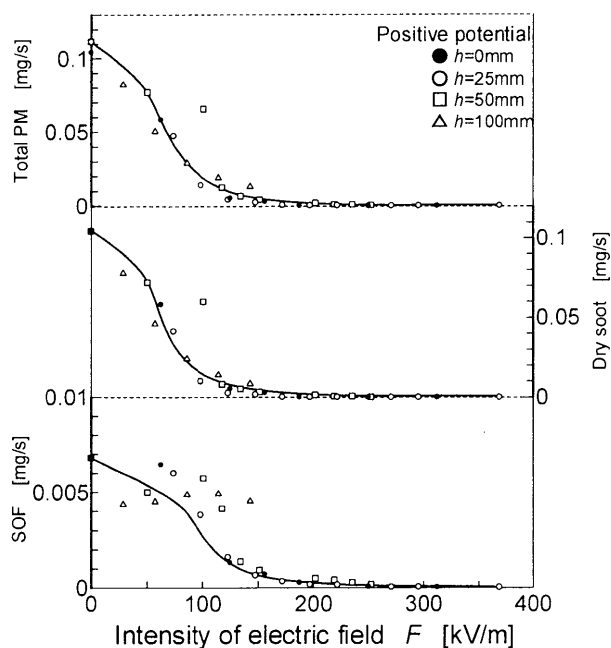 Positive potential
● h=0mm
○ h=25mm
□ h=50mm
△ h=100mm
Total PM [mg/s]
0.1
0.05
0
Dry soot [mg/s]
0.1
0.05
0
SOF [mg/s]
0.01
0.005
0
0 100 200 300 400
Intensity of electric field F [kV/m]